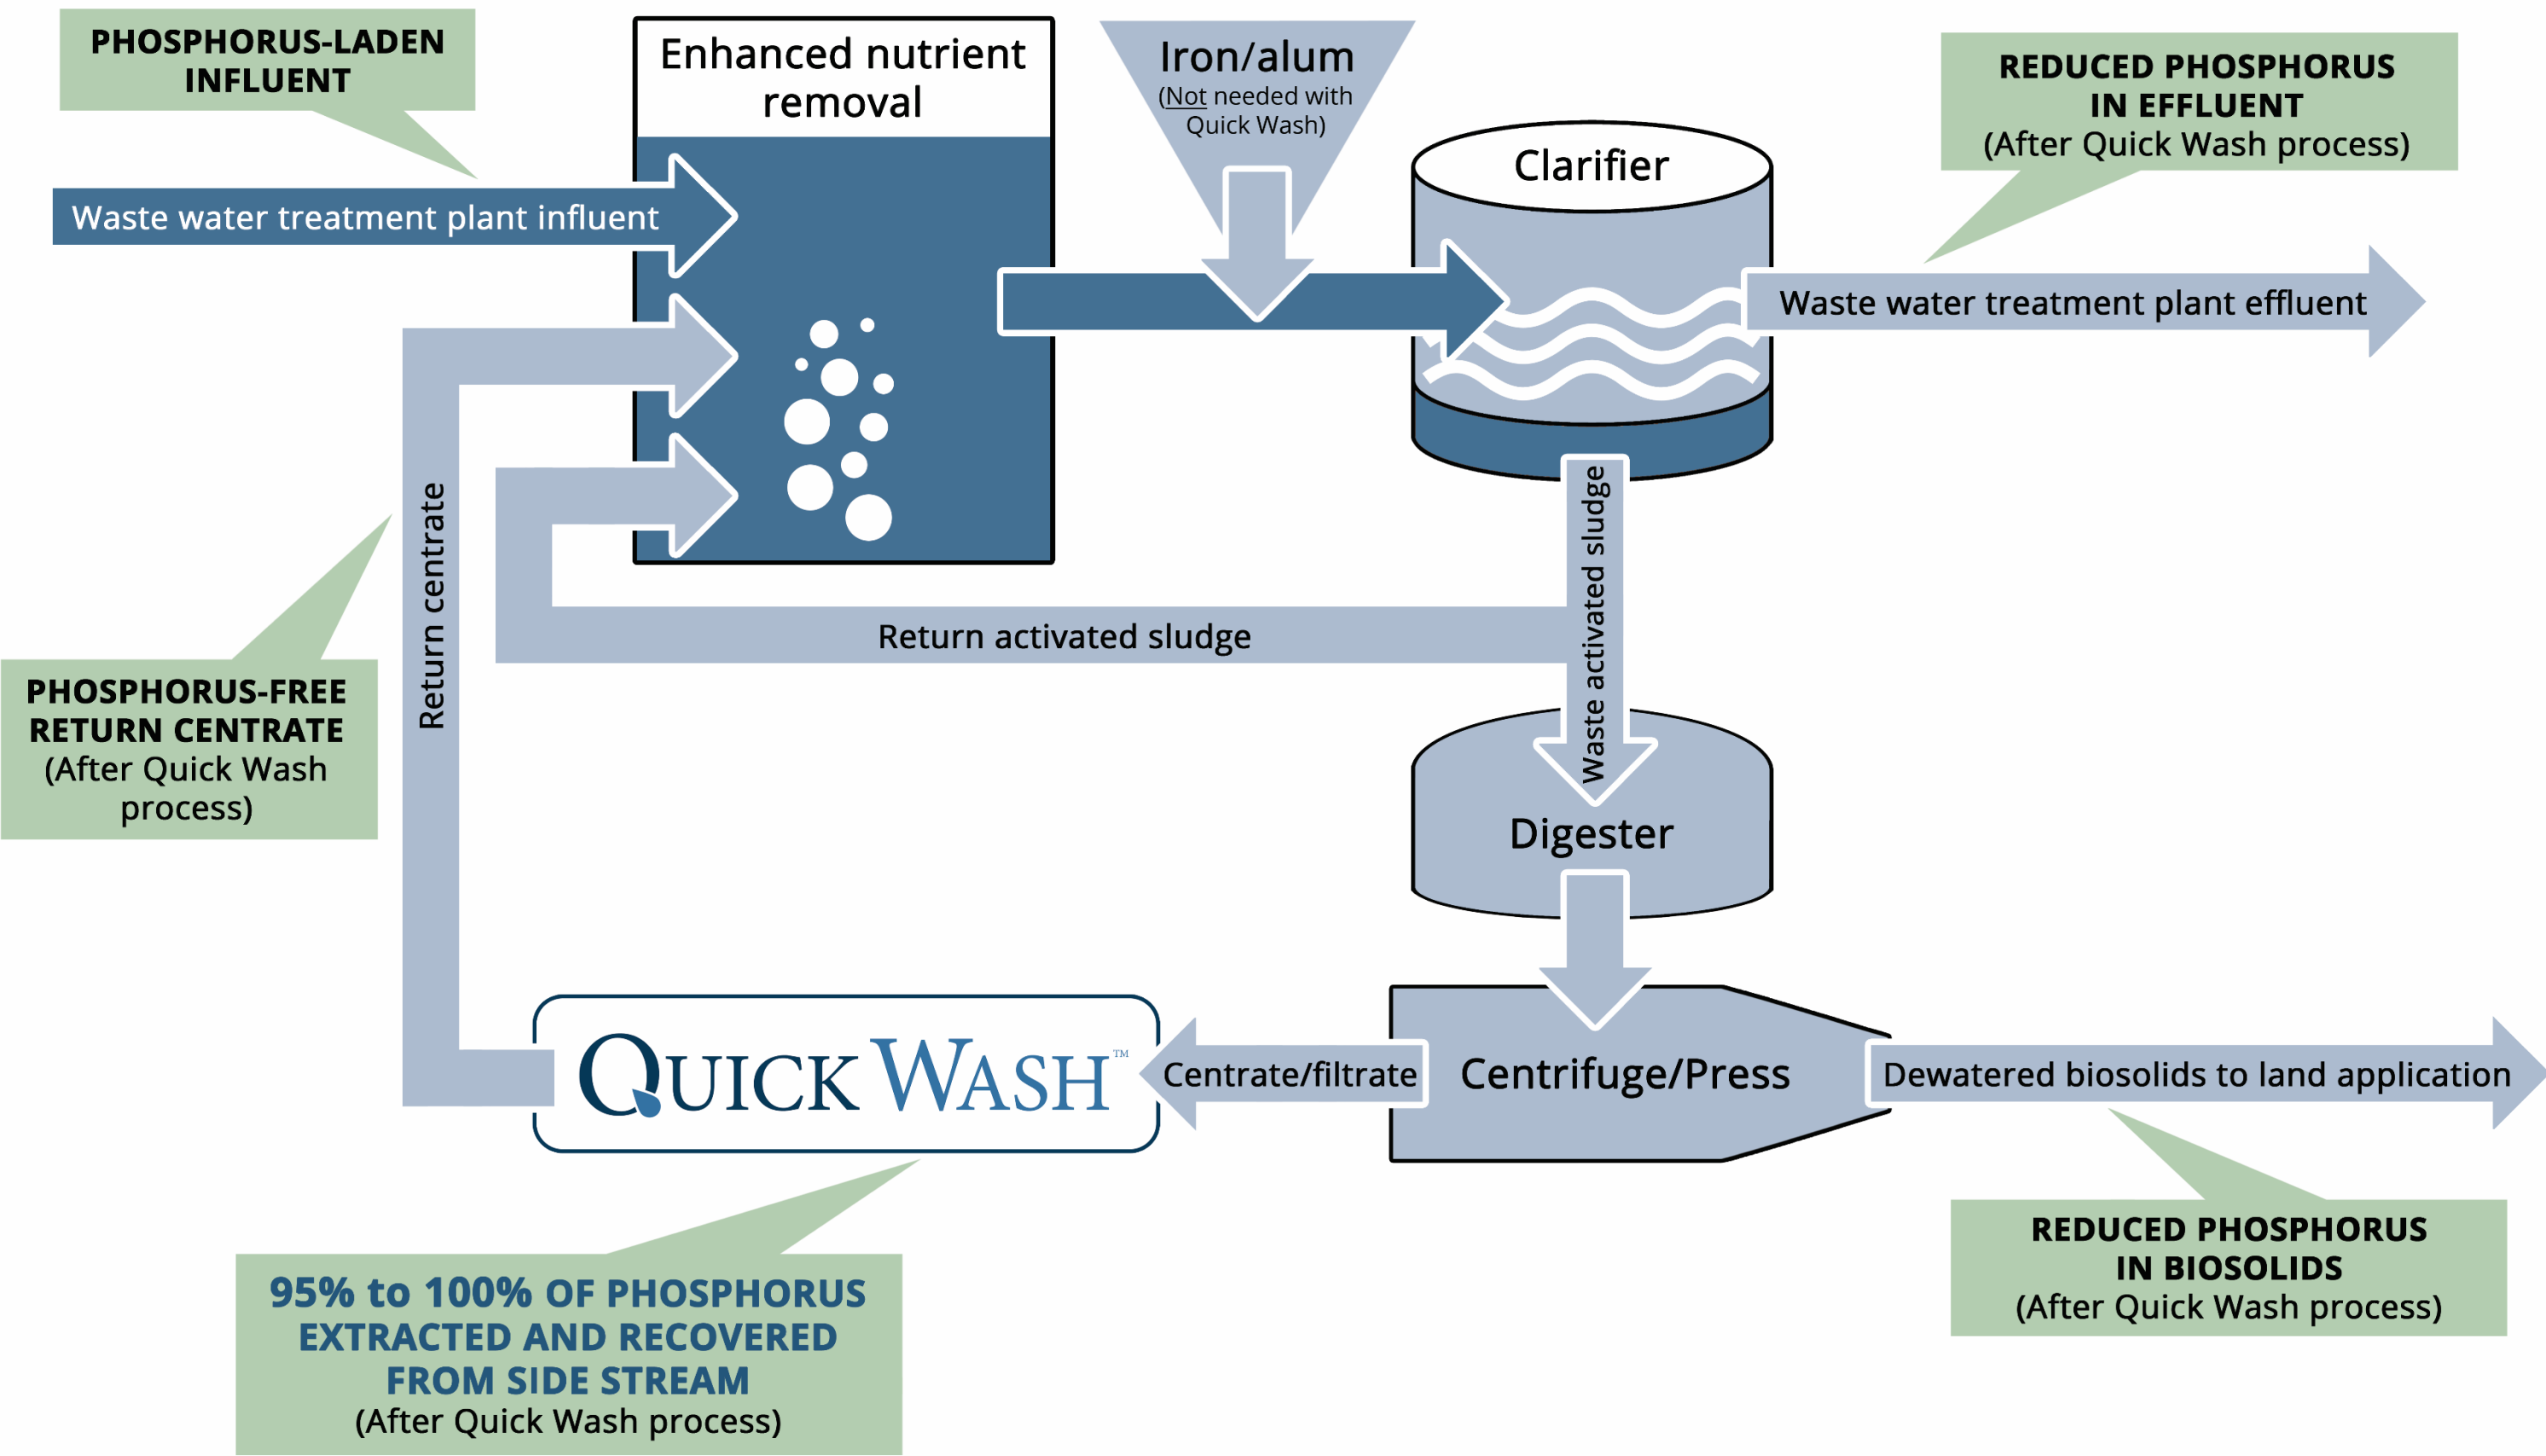 PHOSPHORUS-LADEN
INFLUENT
Enhanced nutrient
removal
Iron/alum
(Not needed with
Quick Wash)
Clarifier
REDUCED PHOSPHORUS
IN EFFLUENT
(After Quick Wash process)
Waste water treatment plant influent
Waste water treatment plant effluent
Return centrate
Waste activated sludge
Return activated sludge
PHOSPHORUS-FREE
RETURN CENTRATE
(After Quick Wash
process)
Digester
QUICK WASH™
Centrate/filtrate
Centrifuge/Press
Dewatered biosolids to land application
95% to 100% OF PHOSPHORUS
EXTRACTED AND RECOVERED
FROM SIDE STREAM
(After Quick Wash process)
REDUCED PHOSPHORUS
IN BIOSOLIDS
(After Quick Wash process)